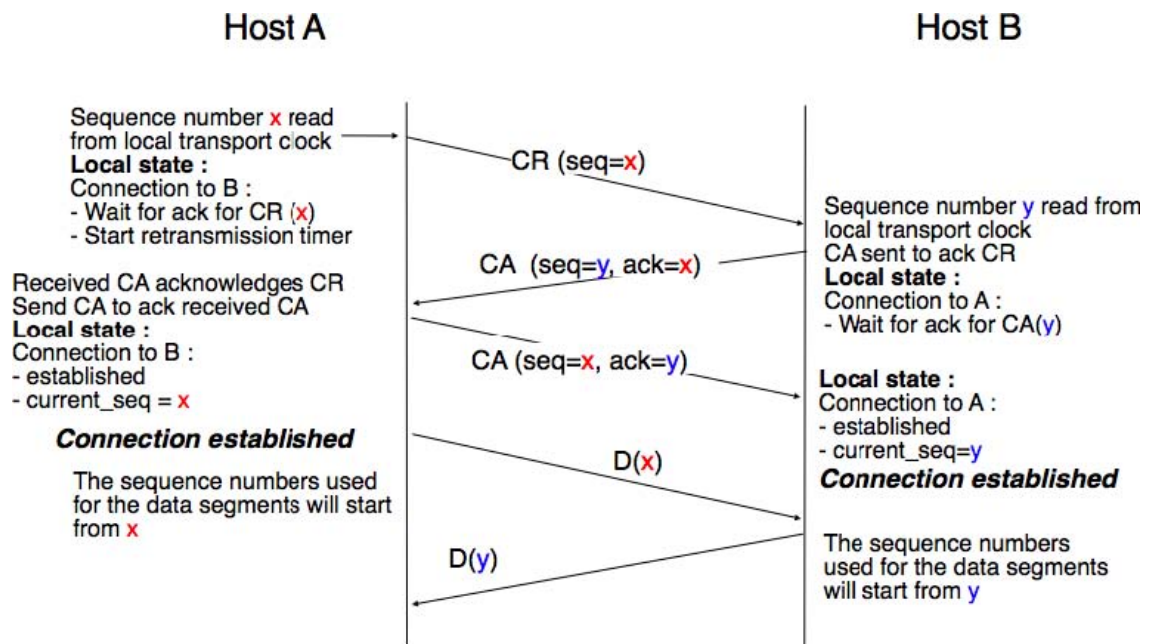 Host A
Host B
Sequence number x read
from local transport clock
Local state :
Connection to B :
- Wait for ack for CR (x)
- Start retransmission timer
CR (seq=x)
Sequence number y read from
local transport clock
CA sent to ack CR
Local state :
Connection to A :
- Wait for ack for CA(y)
CA (seq=y, ack=x)
Received CA acknowledges CR
Send CA to ack received CA
Local state :
Connection to B :
- established
- current_seq = x
Connection established
CA (seq=x, ack=y)
Local state :
Connection to A :
- established
- current_seq=y
Connection established
The sequence numbers used
for the data segments will start
from x
D(x)
D(y)
The sequence numbers
used for the data segments
will start from y